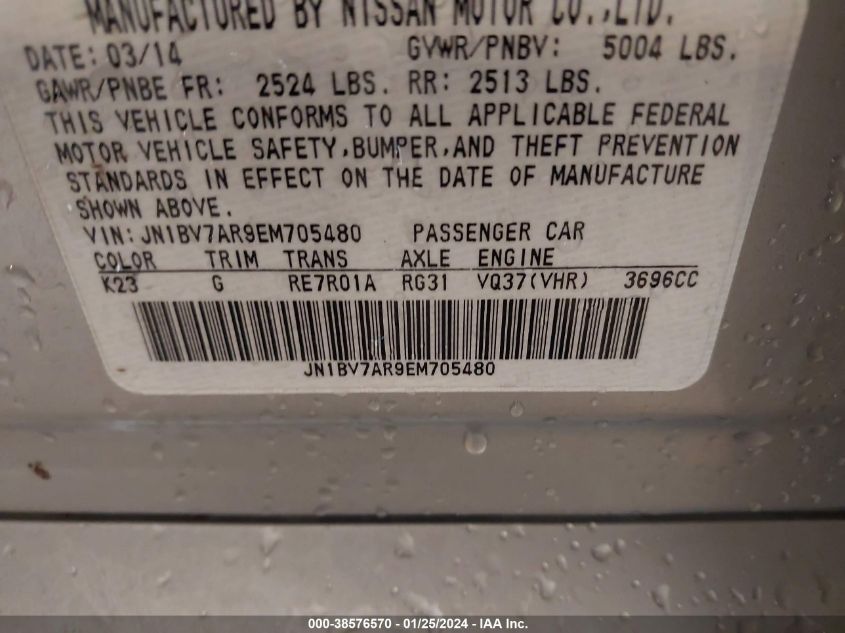 MANUFACTURED BY NISSAN MOTOR CO.,LTD.
DATE: 03/14 GVWR/PNBV: 5004 LBS.
GAWR/PNBE FR: 2524 LBS. RR: 2513 LBS.
THIS VEHICLE CONFORMS TO ALL APPLICABLE FEDERAL
MOTOR VEHICLE SAFETY,BUMPER,AND THEFT PREVENTION
STANDARDS IN EFFECT ON THE DATE OF MANUFACTURE
SHOWN ABOVE.
VIN: JN1BV7AR9EM705480 PASSENGER CAR
COLOR TRIM TRANS AXLE ENGINE
K23 G RE7R01A RG31 VQ37(VHR) 3696CC
JN1BV7AR9EM705480
000-38576570 - 01/25/2024 - IAA Inc.